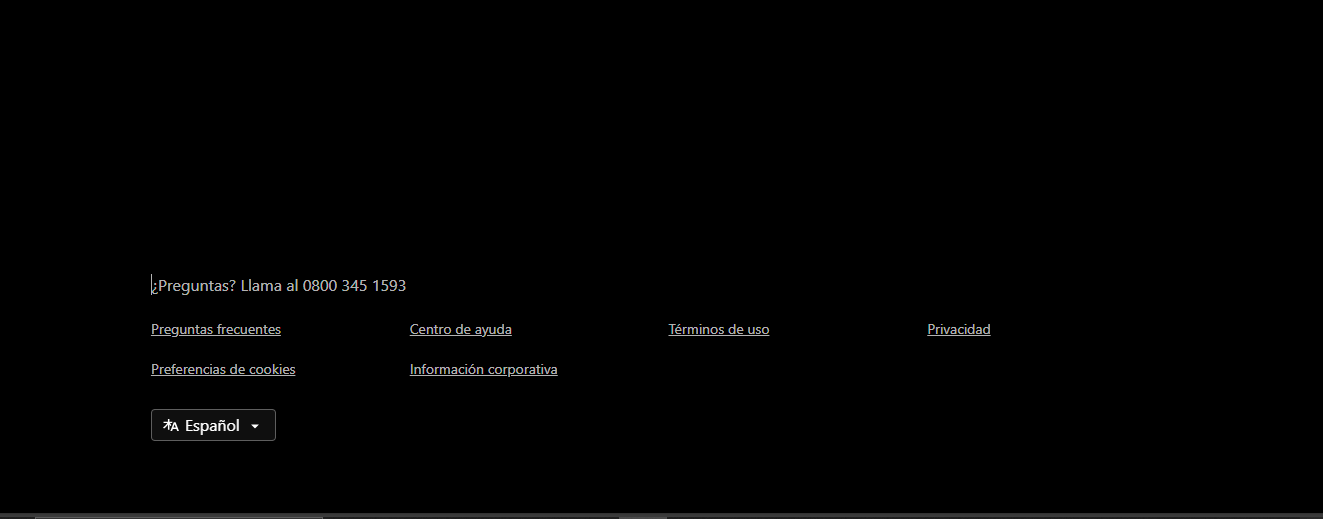 ¿Preguntas? Llama al 0800 345 1593
Preguntas frecuentes Centro de ayuda Términos de uso Privacidad
Preferencias de cookies Información corporativa
Español